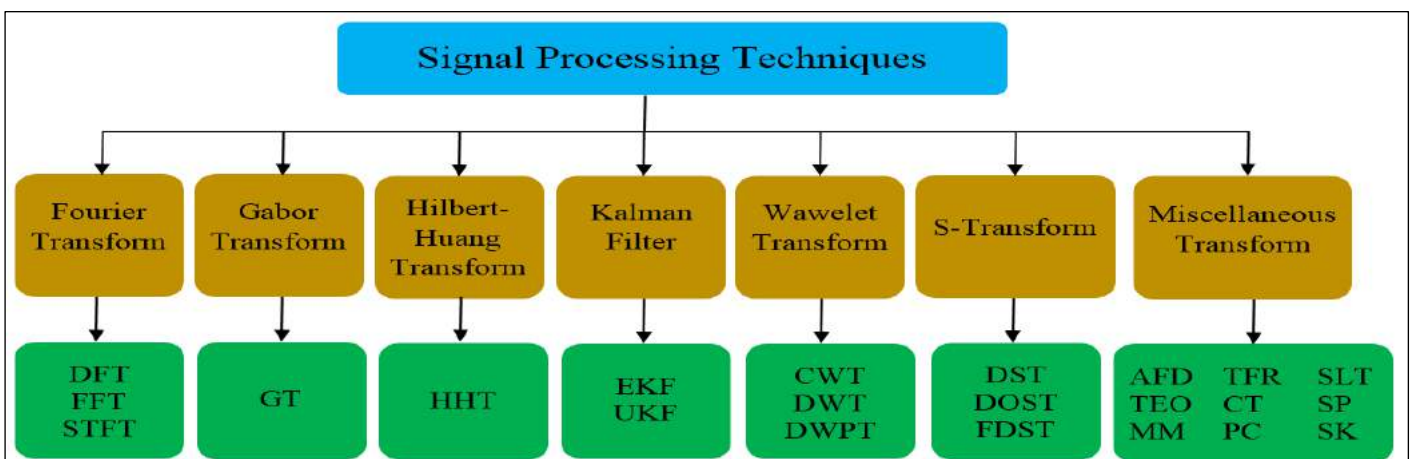 Signal Processing Techniques
Fourier
Transform
Gabor
Transform
Hilbert-
Huang
Transform
Kalman
Filter
Wawelet
Transform
S-Transform
Miscellaneous
Transform
DFT
FFT
STFT
GT
HHT
EKF
UKF
CWT
DWT
DWPT
DST
DOST
FDST
AFD TFR SLT
TEO CT SP
MM PC SK